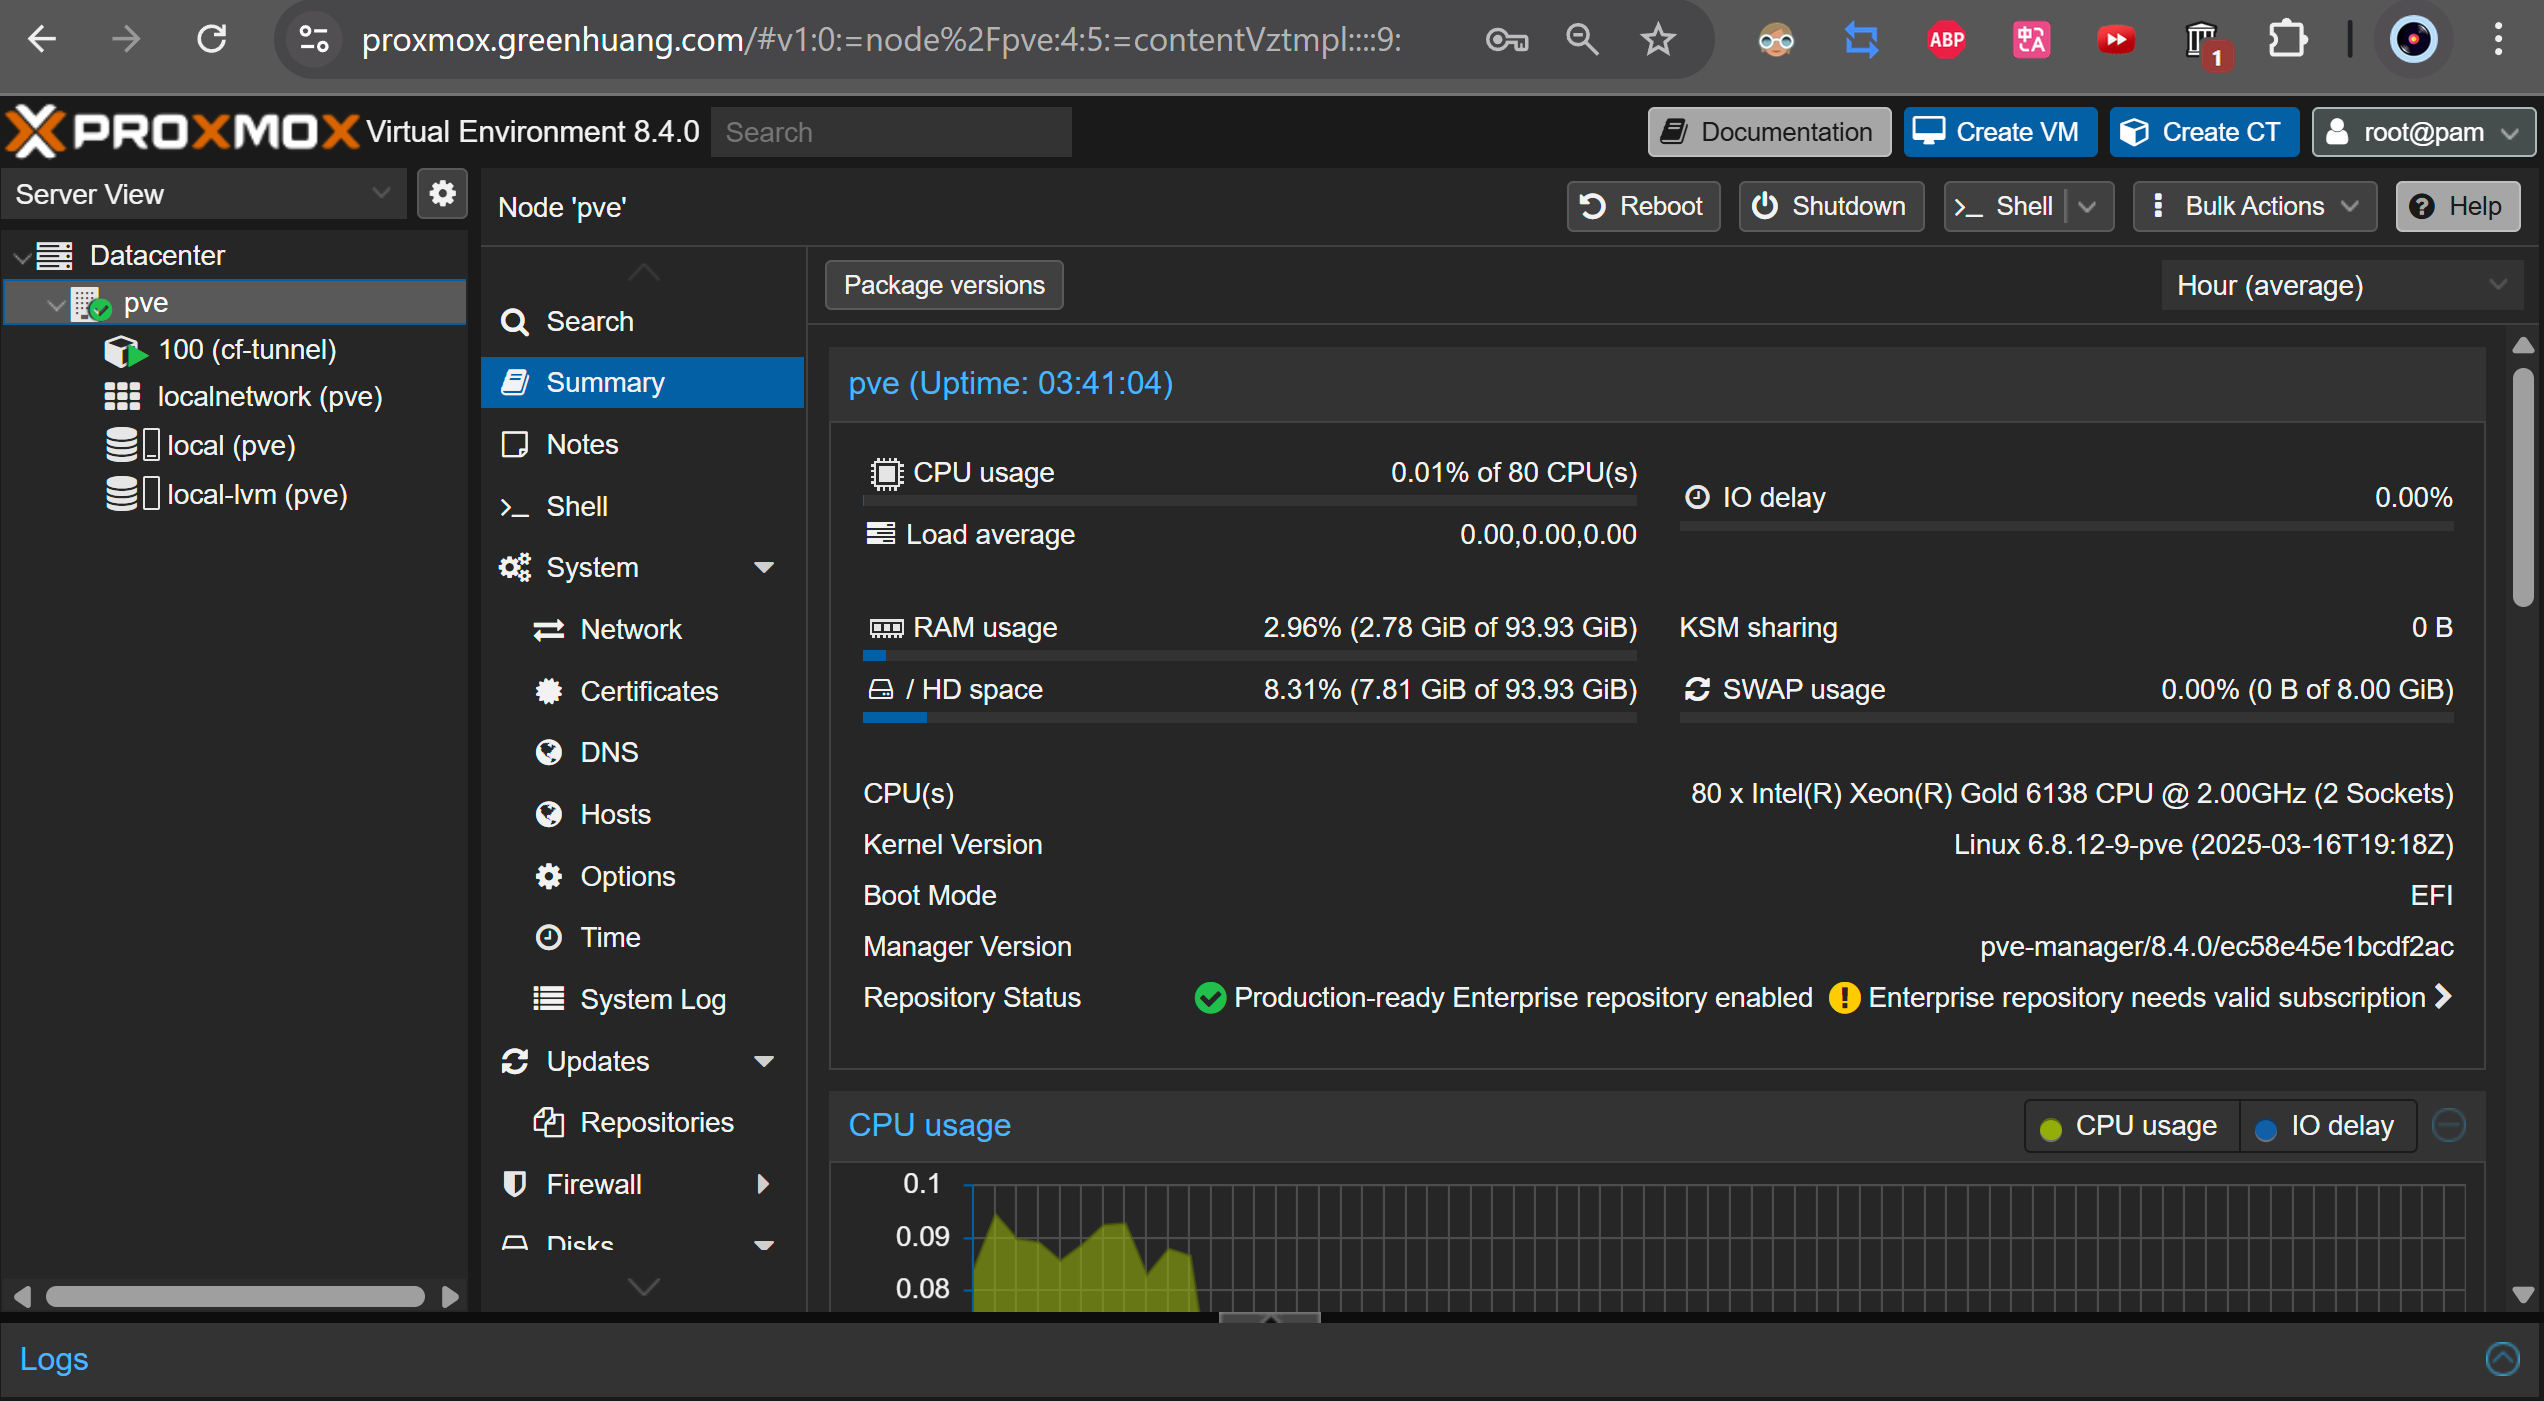 proxmox.greenhuang.com/#v1:0:=node%2Fpve:4:5:=contentVztmpl::::9:
ABP
中A
1
PROXMOX Virtual Environment 8.4.0
Search
Documentation
Create VM
Create CT
root@pam
Server View
Node 'pve'
Reboot
Shutdown
Shell
Bulk Actions
Help
Datacenter
pve
100 (cf-tunnel)
localnetwork (pve)
local (pve)
local-lvm (pve)
Search
Summary
Notes
Shell
System
Network
Certificates
DNS
Hosts
Options
Time
System Log
Updates
Repositories
Firewall
Disks
Package versions
Hour (average)
pve (Uptime: 03:41:04)
CPU usage 0.01% of 80 CPU(s)
IO delay 0.00%
Load average 0.00,0.00,0.00
RAM usage 2.96% (2.78 GiB of 93.93 GiB)
KSM sharing 0 B
/ HD space 8.31% (7.81 GiB of 93.93 GiB)
SWAP usage 0.00% (0 B of 8.00 GiB)
CPU(s) 80 x Intel(R) Xeon(R) Gold 6138 CPU @ 2.00GHz (2 Sockets)
Kernel Version Linux 6.8.12-9-pve (2025-03-16T19:18Z)
Boot Mode EFI
Manager Version pve-manager/8.4.0/ec58e45e1bcdf2ac
Repository Status Production-ready Enterprise repository enabled Enterprise repository needs valid subscription
CPU usage
CPU usage
IO delay
0.1
0.09
0.08
Logs